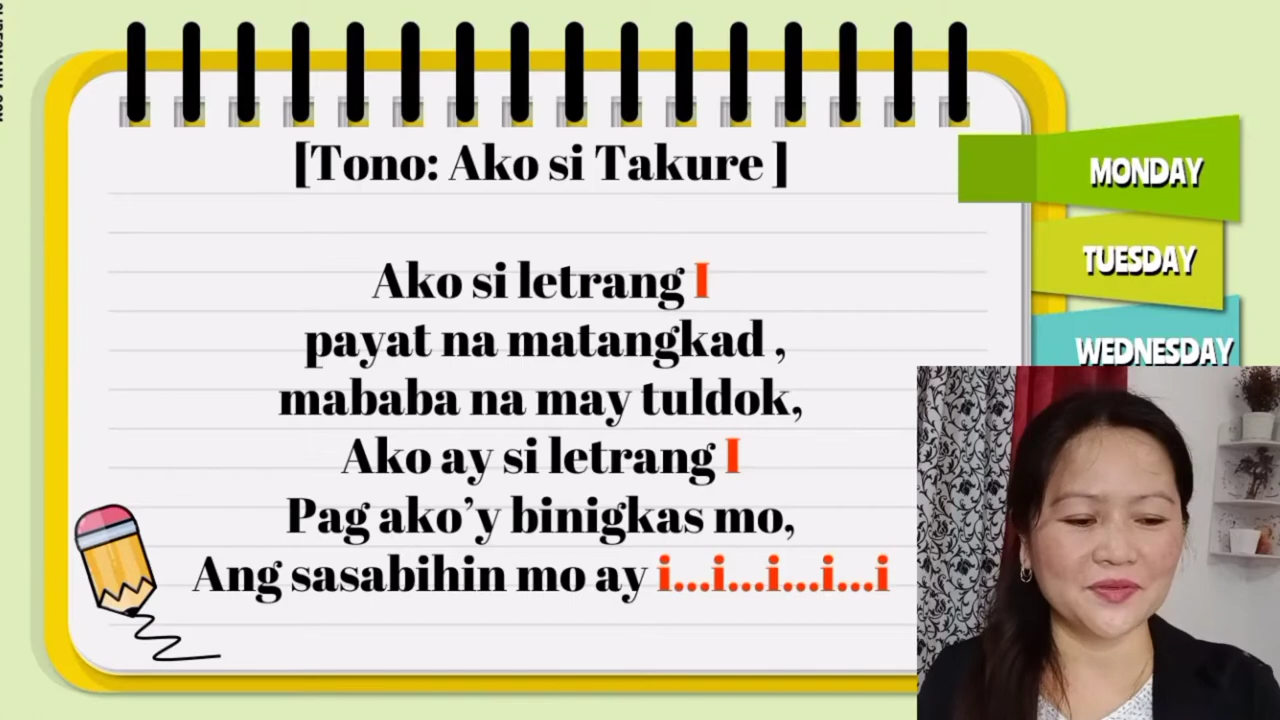 [Tono: Ako si Takure ]
Ako si letrang I
payat na matangkad ,
mababa na may tuldok,
Ako ay si letrang I
Pag ako’y binigkas mo,
Ang sasabihin mo ay i...i...i...i...i
MONDAY
TUESDAY
WEDNESDAY